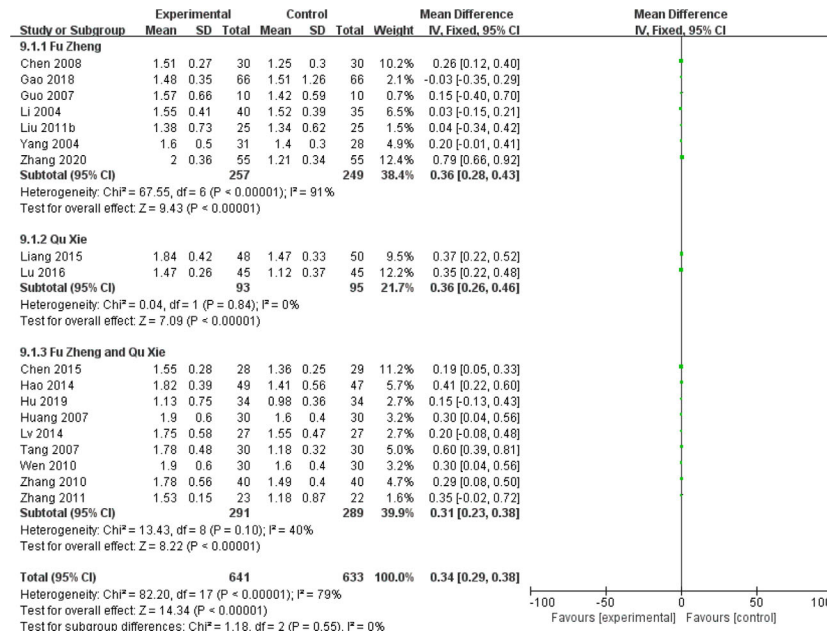 Experimental Control Mean Difference Mean Difference
Study or Subgroup Mean SD Total Mean SD Total Weight IV, Fixed, 95% CI IV, Fixed, 95% CI
9.1.1 Fu Zheng
Chen 2008 1.51 0.27 30 1.25 0.3 30 10.2% 0.26 [0.12, 0.40]
Gao 2018 1.48 0.35 66 1.51 1.26 66 2.1% -0.03 [-0.35, 0.29]
Guo 2007 1.57 0.66 10 1.42 0.59 10 0.7% 0.15 [-0.40, 0.70]
Li 2004 1.55 0.41 40 1.52 0.39 35 6.5% 0.03 [-0.15, 0.21]
Liu 2011b 1.38 0.73 25 1.34 0.62 25 1.5% 0.04 [-0.34, 0.42]
Yang 2004 1.6 0.5 31 1.4 0.3 28 4.9% 0.20 [-0.01, 0.41]
Zhang 2020 2 0.36 55 1.21 0.34 55 12.4% 0.79 [0.66, 0.92]
Subtotal (95% CI) 257 249 38.4% 0.36 [0.28, 0.43]
Heterogeneity: Chi² = 67.55, df = 6 (P < 0.00001); I² = 91%
Test for overall effect: Z = 9.43 (P < 0.00001)
9.1.2 Qu Xie
Liang 2015 1.84 0.42 48 1.47 0.33 50 9.5% 0.37 [0.22, 0.52]
Lu 2016 1.47 0.26 45 1.12 0.37 45 12.2% 0.35 [0.22, 0.48]
Subtotal (95% CI) 93 95 21.7% 0.36 [0.26, 0.46]
Heterogeneity: Chi² = 0.04, df = 1 (P = 0.84); I² = 0%
Test for overall effect: Z = 7.09 (P < 0.00001)
9.1.3 Fu Zheng and Qu Xie
Chen 2015 1.55 0.28 28 1.36 0.25 29 11.2% 0.19 [0.05, 0.33]
Hao 2014 1.82 0.39 49 1.41 0.56 47 5.7% 0.41 [0.22, 0.60]
Hu 2019 1.13 0.75 34 0.98 0.36 34 2.7% 0.15 [-0.13, 0.43]
Huang 2007 1.9 0.6 30 1.6 0.4 30 3.2% 0.30 [0.04, 0.56]
Lv 2014 1.75 0.58 27 1.55 0.47 27 2.7% 0.20 [-0.08, 0.48]
Tang 2007 1.78 0.48 30 1.18 0.32 30 5.0% 0.60 [0.39, 0.81]
Wen 2010 1.9 0.6 30 1.6 0.4 30 3.2% 0.30 [0.04, 0.56]
Zhang 2010 1.78 0.56 40 1.49 0.4 40 4.7% 0.29 [0.08, 0.50]
Zhang 2011 1.53 0.15 23 1.18 0.87 22 1.6% 0.35 [-0.02, 0.72]
Subtotal (95% CI) 291 289 39.9% 0.31 [0.23, 0.38]
Heterogeneity: Chi² = 13.43, df = 8 (P = 0.10); I² = 40%
Test for overall effect: Z = 8.22 (P < 0.00001)
Total (95% CI) 641 633 100.0% 0.34 [0.29, 0.38]
Heterogeneity: Chi² = 82.20, df = 17 (P < 0.00001); I² = 79%
Test for overall effect: Z = 14.34 (P < 0.00001)
Test for subgroup differences: Chi² = 1.18, df = 2 (P = 0.55), I² = 0%
-100 -50 0 50 100
Favours [experimental] Favours [control]